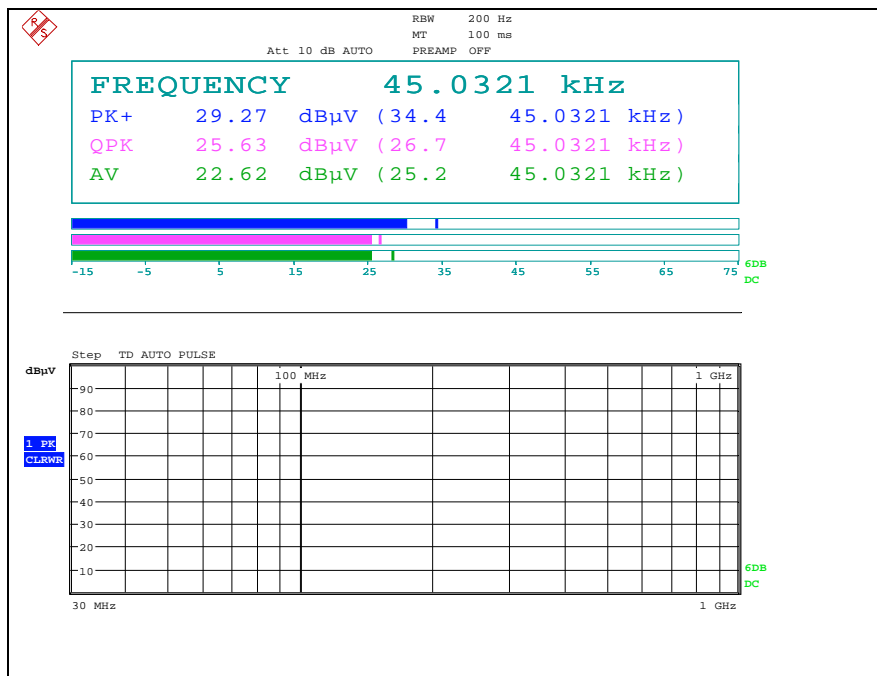 R
S
RBW 200 Hz
MT 100 ms
Att 10 dB AUTO PREAMP OFF
FREQUENCY 45.0321 kHz
PK+ 29.27 dBµV (34.4 45.0321 kHz)
QPK 25.63 dBµV (26.7 45.0321 kHz)
AV 22.62 dBµV (25.2 45.0321 kHz)
-15 -5 5 15 25 35 45 55 65 75
6DB
DC
Step TD AUTO PULSE
dBµV
100 MHz 1 GHz
90
80
70
1 PK
CLRWR
60
50
40
30
20
10
6DB
DC
30 MHz 1 GHz